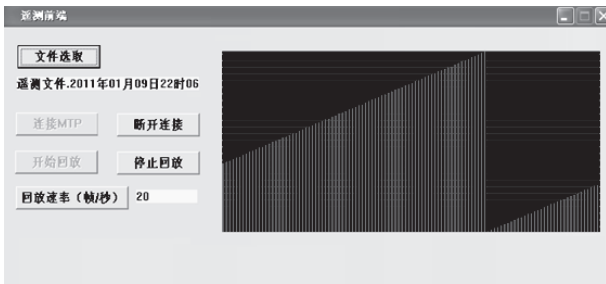 遥测前端
文件选取
遥测文件.2011年01月09日22时06
连接MTP
断开连接
开始回放
停止回放
回放速率（帧/秒） 20